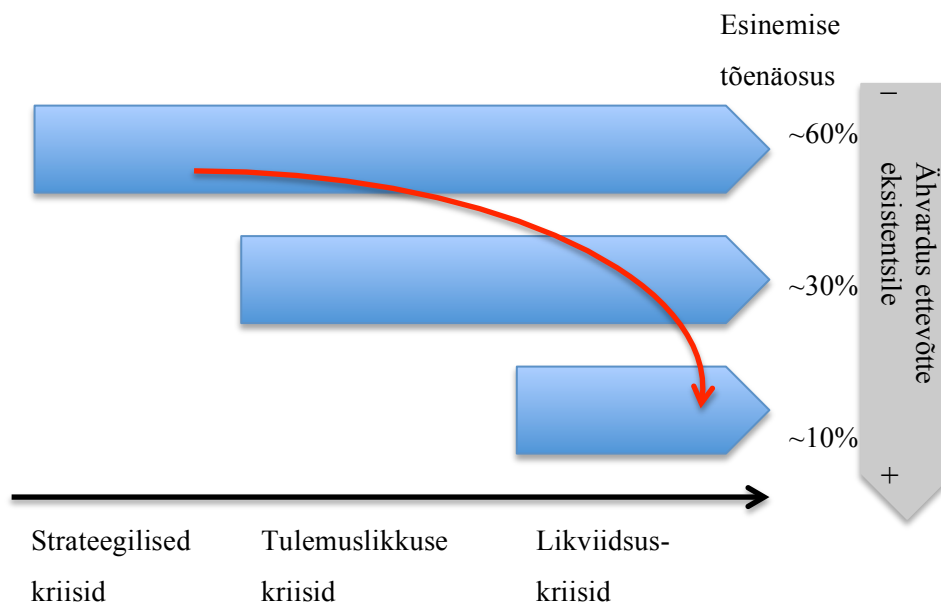 Esinemise
tõenäosus
~60%
~30%
~10%
–
Ähvardus ettevõtte
eksistentsile
+
Strateegilised
kriisid
Tulemuslikkuse
kriisid
Likviidsus-
kriisid